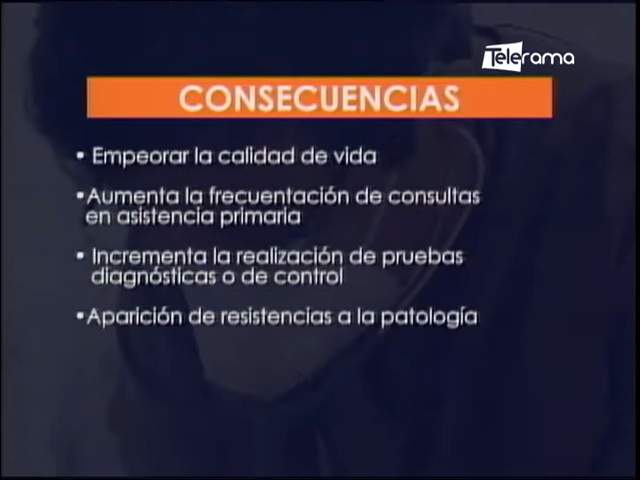 Telerama
CONSECUENCIAS
• Empeorar la calidad de vida
•Aumenta la frecuentación de consultas
en asistencia primaria
• Incrementa la realización de pruebas
diagnósticas o de control
•Aparición de resistencias a la patología